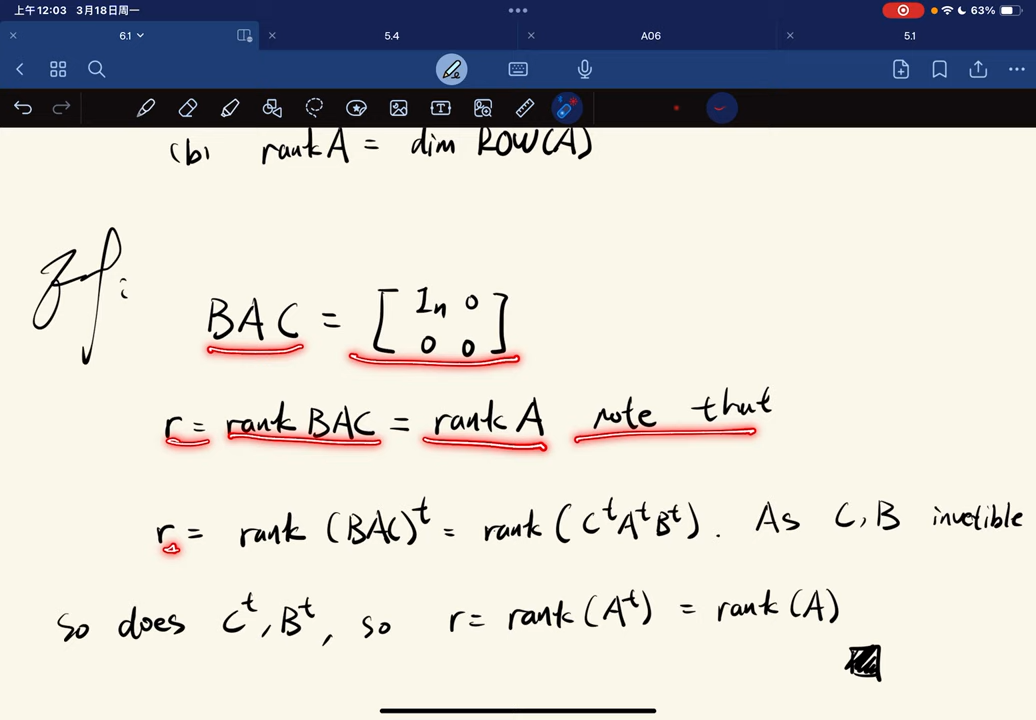 上午12:03 3月18日周一
63%
6.1
5.4
A06
5.1
(b) rank A = dim ROW(A)
pf:
BAC = [ In 0
0 0 ]
r = rank BAC = rank A note that
r = rank (BAC)^t = rank (C^t A^t B^t). As C, B invetible
So does C^t, B^t, so r = rank (A^t) = rank (A)